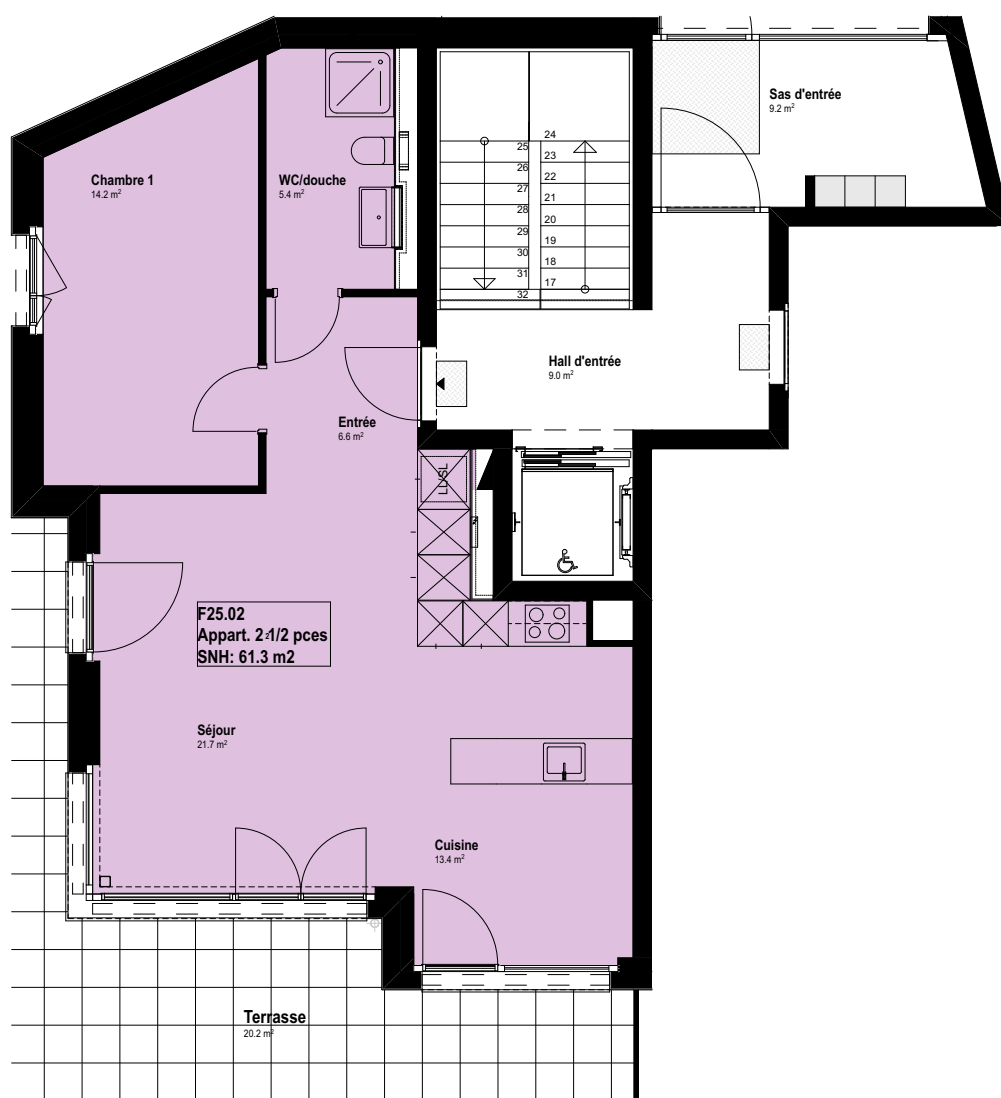 Sas d'entrée
9.2 m²
24
25
23
26
22
27
21
28
20
29
19
30
18
31
17
32
Chambre 1
14.2 m²
WC/douche
5.4 m²
Hall d'entrée
9.0 m²
Entrée
6.6 m²
F25.02
Appart. 2 1/2 pces
SNH: 61.3 m2
Séjour
21.7 m²
Cuisine
13.4 m²
Terrasse
20.2 m²